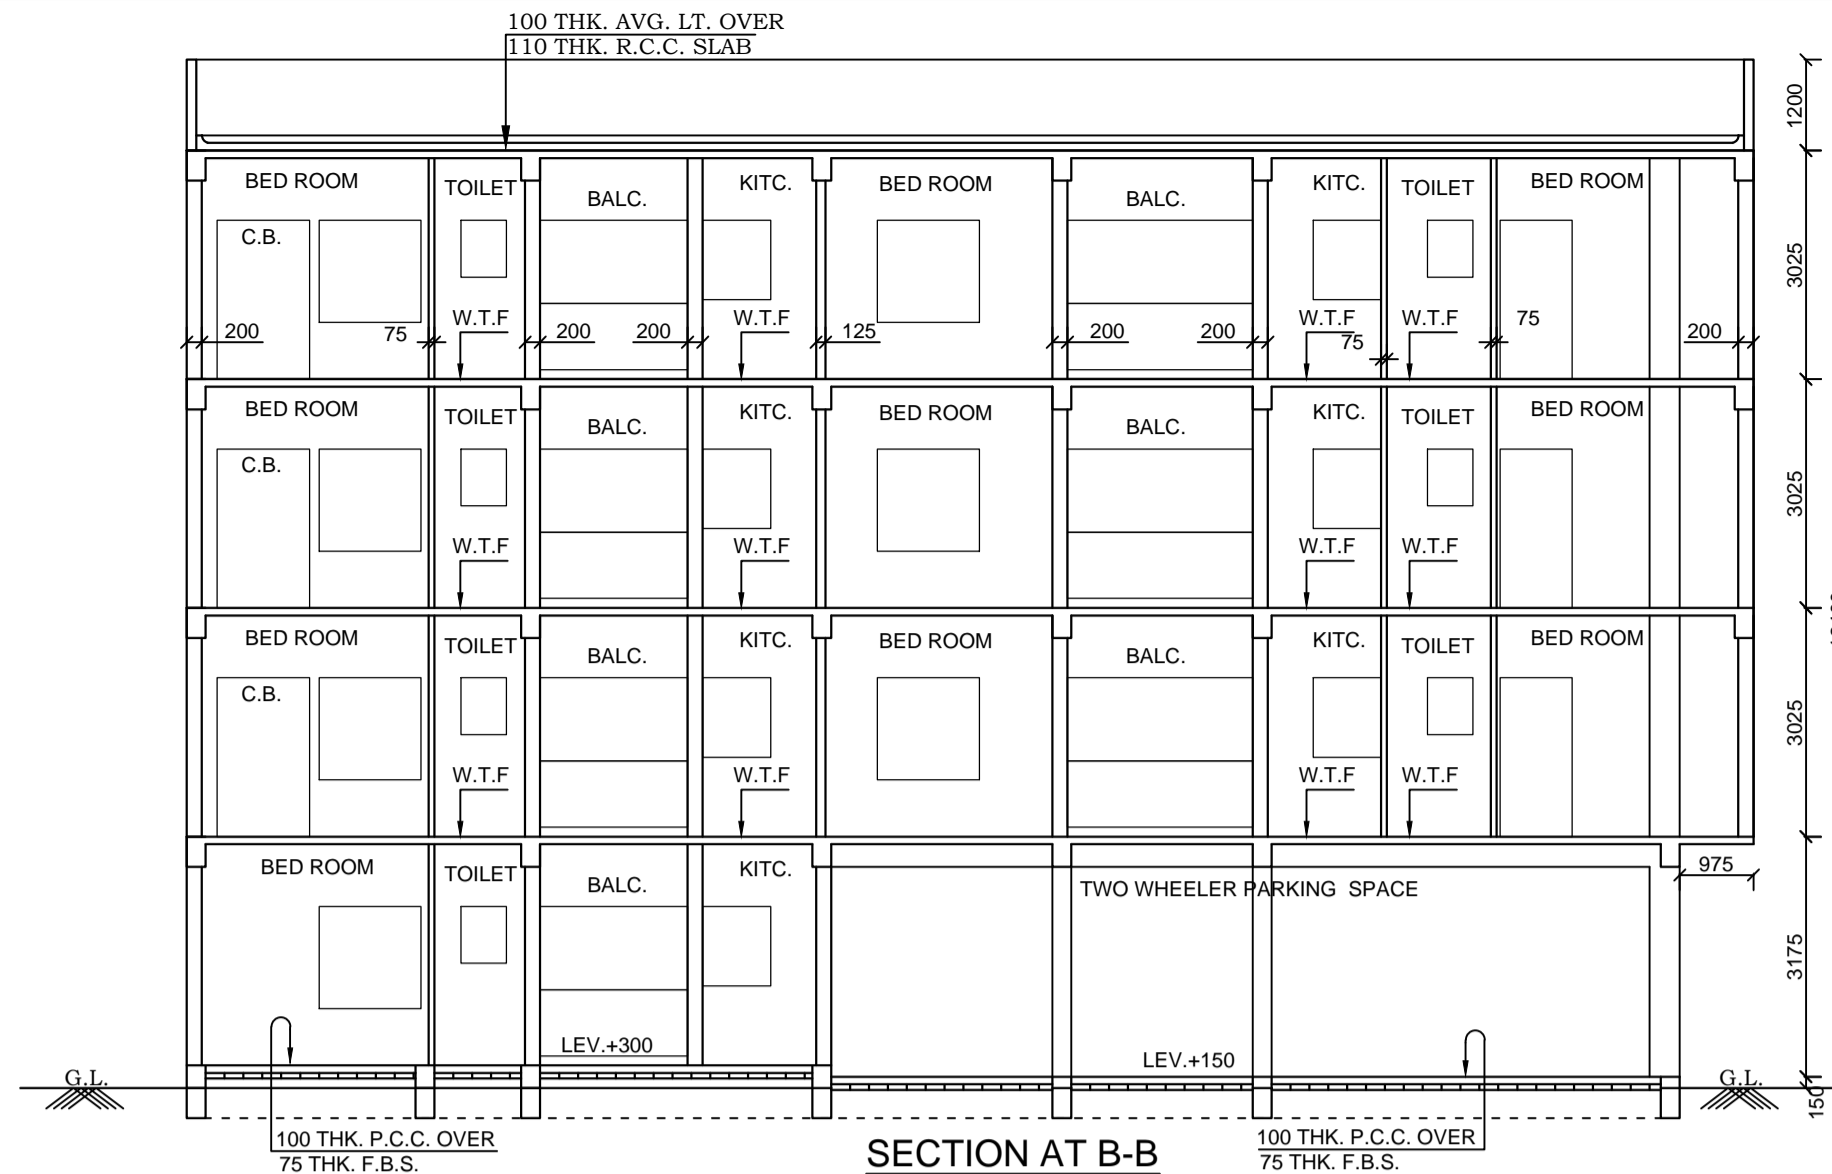 100 THK. AVG. LT. OVER
110 THK. R.C.C. SLAB
1200
BED ROOM TOILET BALC. KITC. BED ROOM BALC. KITC. TOILET BED ROOM
C.B.
3025
W.T.F W.T.F W.T.F W.T.F
200 75 200 200 125 200 200 75 75 200
BED ROOM TOILET BALC. KITC. BED ROOM BALC. KITC. TOILET BED ROOM
C.B.
3025
W.T.F W.T.F W.T.F W.T.F
BED ROOM TOILET BALC. KITC. BED ROOM BALC. KITC. TOILET BED ROOM
C.B.
3025
W.T.F W.T.F W.T.F W.T.F
BED ROOM TOILET BALC. KITC. TWO WHEELER PARKING SPACE 975
3175
LEV.+300 LEV.+150
G.L. G.L.
150
100 THK. P.C.C. OVER
75 THK. F.B.S.
100 THK. P.C.C. OVER
75 THK. F.B.S.
SECTION AT B-B